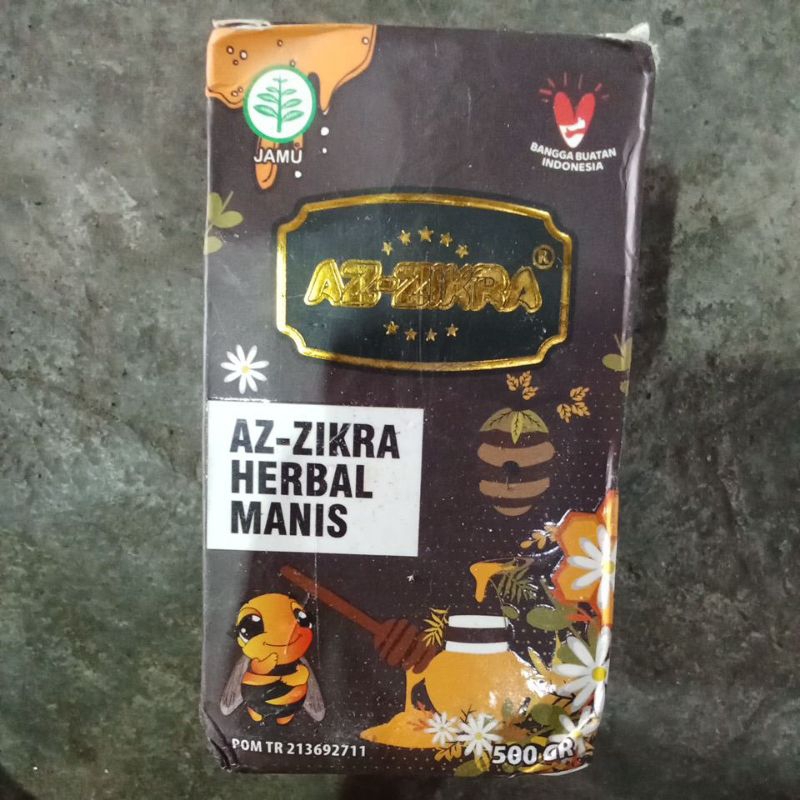 JAMU
BANGGA BUATAN
INDONESIA
AZ-ZIKRA ®
AZ-ZIKRA
HERBAL
MANIS
POM TR 213692711
500 GR